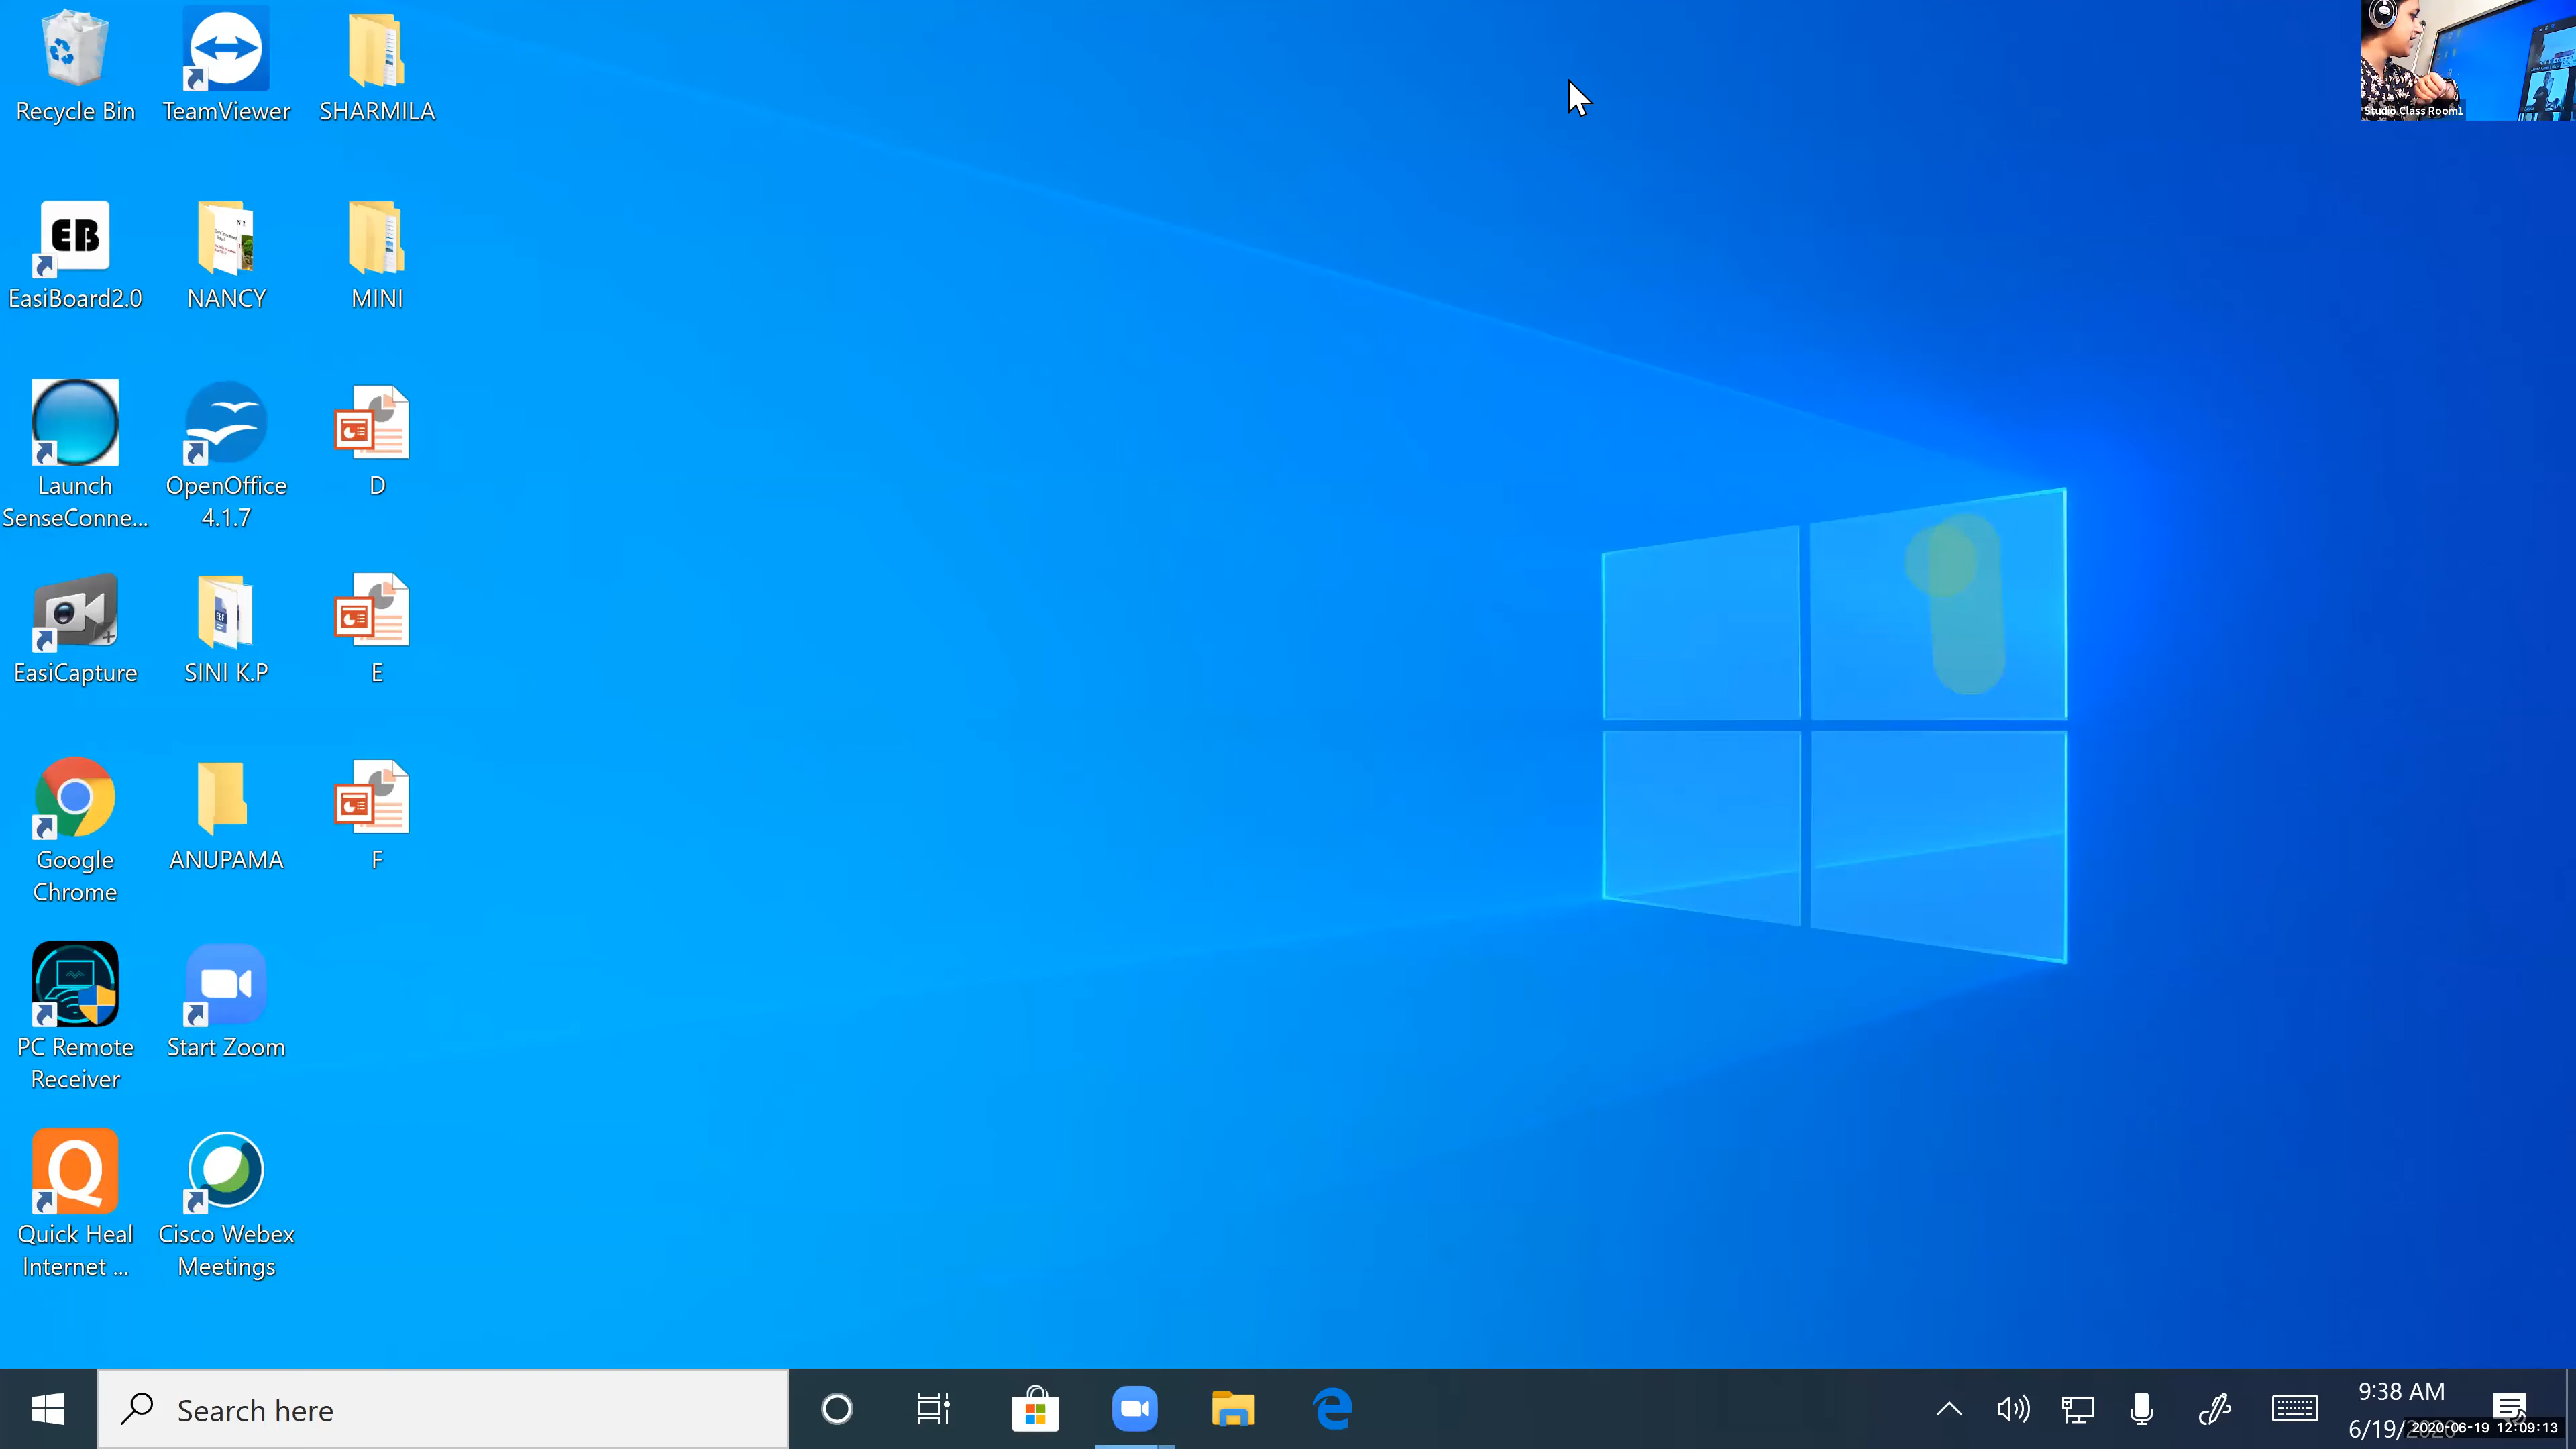 Recycle Bin
TeamViewer
SHARMILA
Studio Class Room1
EB
EasiBoard2.0
NANCY
MINI
Launch
SenseConne...
OpenOffice
4.1.7
D
EasiCapture
SINI K.P
E
Google
Chrome
ANUPAMA
F
PC Remote
Receiver
Start Zoom
Quick Heal
Internet ...
Cisco Webex
Meetings
Search here
9:38 AM
6/19/2020
2020-06-19 12:09:13